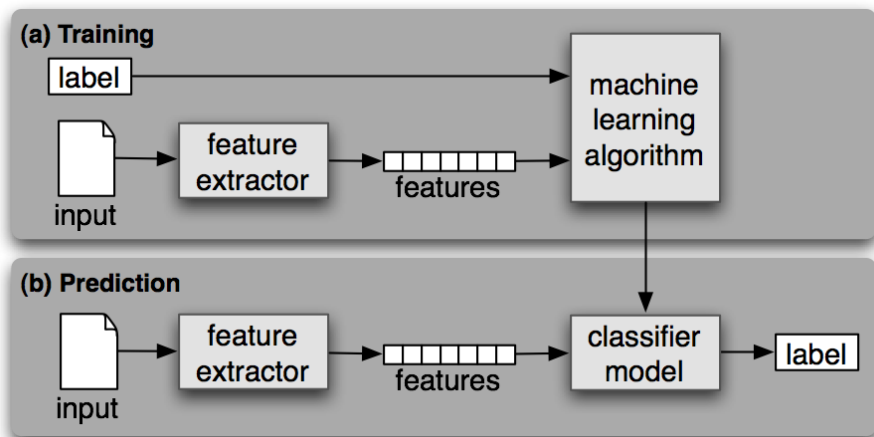 (a) Training
label
machine
learning
algorithm
feature
extractor
features
input
(b) Prediction
feature
extractor
features
classifier
model
label
input